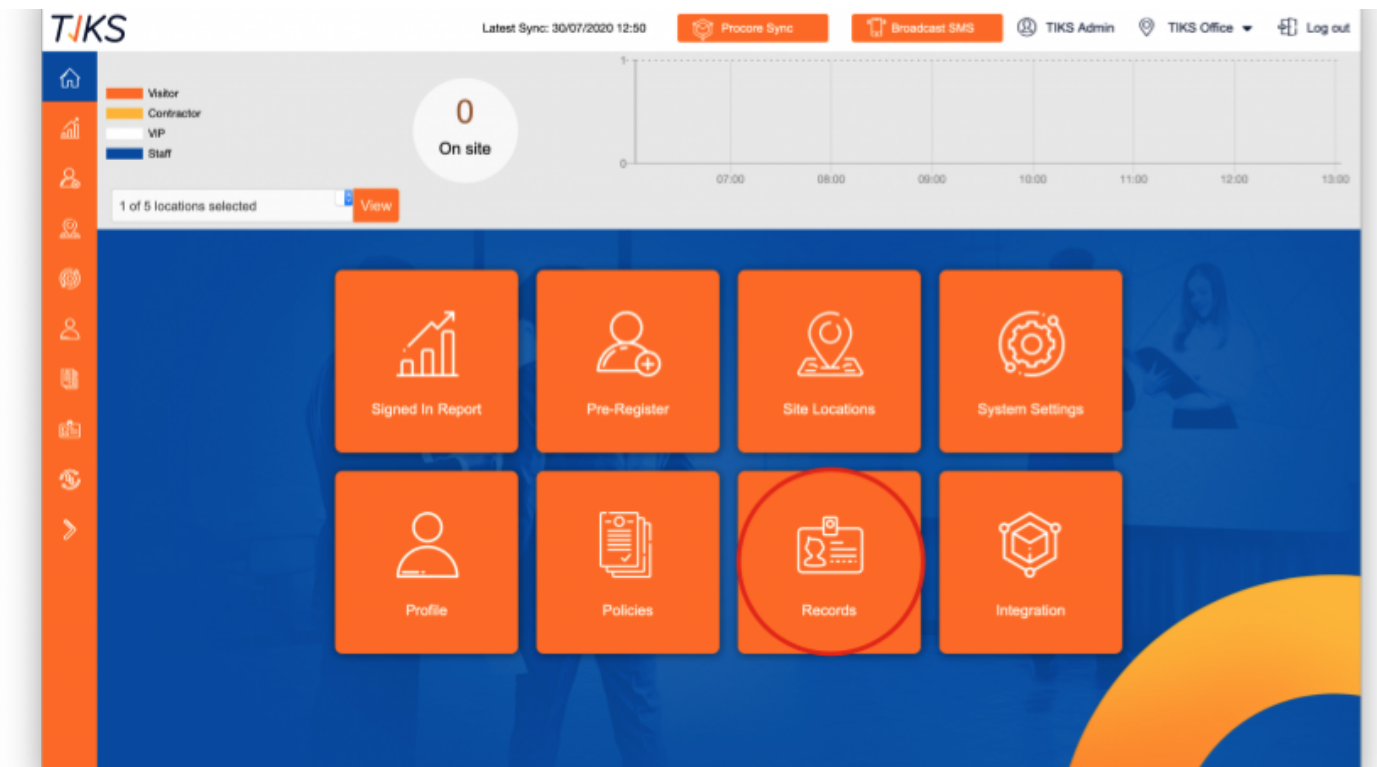 TIKS
Latest Sync: 30/07/2020 12:50
Procore Sync
Broadcast SMS
TIKS Admin
TIKS Office
Log out
Visitor
Contractor
VIP
Staff
0
On site
1
0
07:00 08:00 09:00 10:00 11:00 12:00 13:00
1 of 5 locations selected
View
Signed In Report
Pre-Register
Site Locations
System Settings
Profile
Policies
Records
Integration